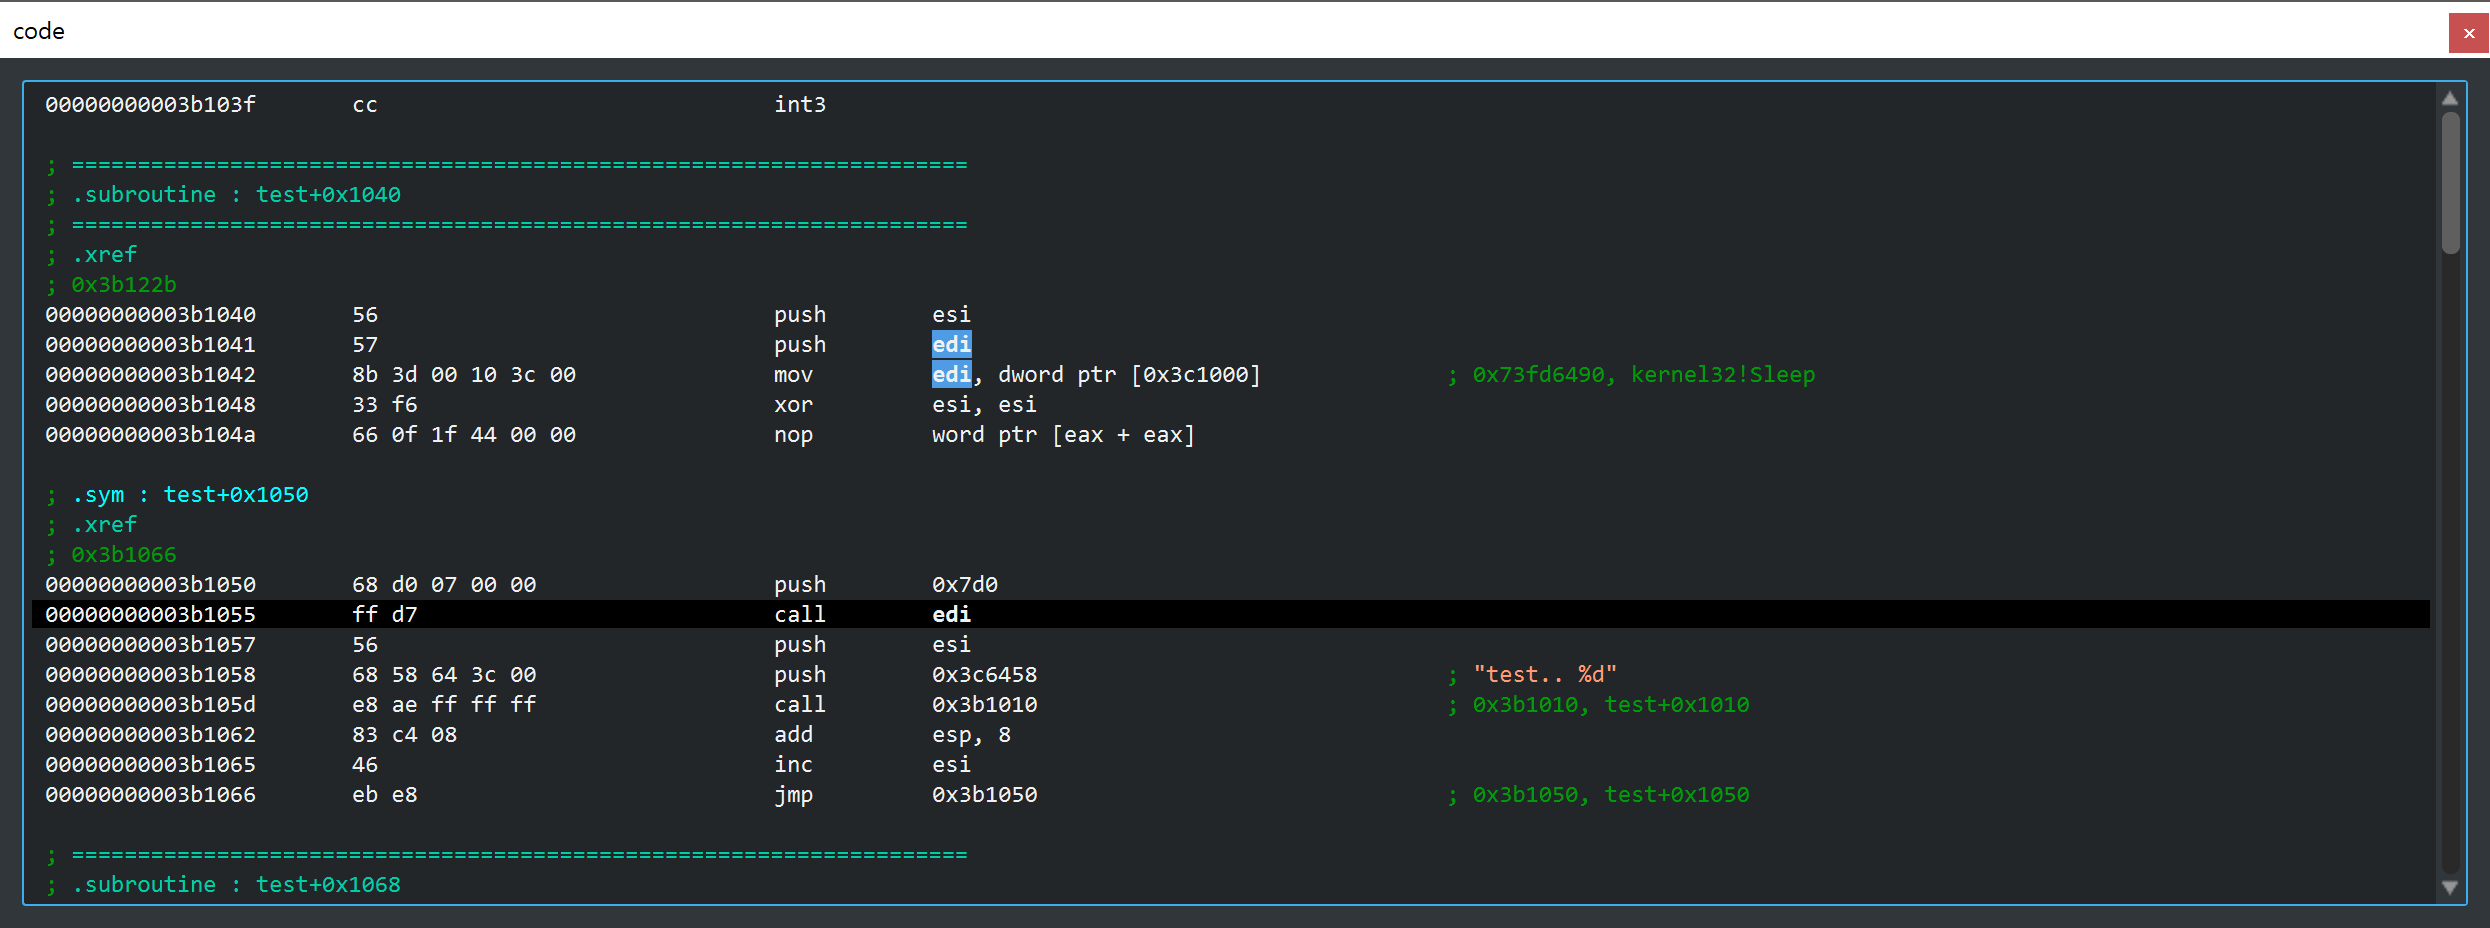 code
×
00000000003b103f cc int3
; ====================================================================
; .subroutine : test+0x1040
; ====================================================================
; .xref
; 0x3b122b
00000000003b1040 56 push esi
00000000003b1041 57 push edi
00000000003b1042 8b 3d 00 10 3c 00 mov edi, dword ptr [0x3c1000] ; 0x73fd6490, kernel32!Sleep
00000000003b1048 33 f6 xor esi, esi
00000000003b104a 66 0f 1f 44 00 00 nop word ptr [eax + eax]
; .sym : test+0x1050
; .xref
; 0x3b1066
00000000003b1050 68 d0 07 00 00 push 0x7d0
00000000003b1055 ff d7 call edi
00000000003b1057 56 push esi
00000000003b1058 68 58 64 3c 00 push 0x3c6458 ; "test.. %d"
00000000003b105d e8 ae ff ff ff call 0x3b1010 ; 0x3b1010, test+0x1010
00000000003b1062 83 c4 08 add esp, 8
00000000003b1065 46 inc esi
00000000003b1066 eb e8 jmp 0x3b1050 ; 0x3b1050, test+0x1050
; ====================================================================
; .subroutine : test+0x1068